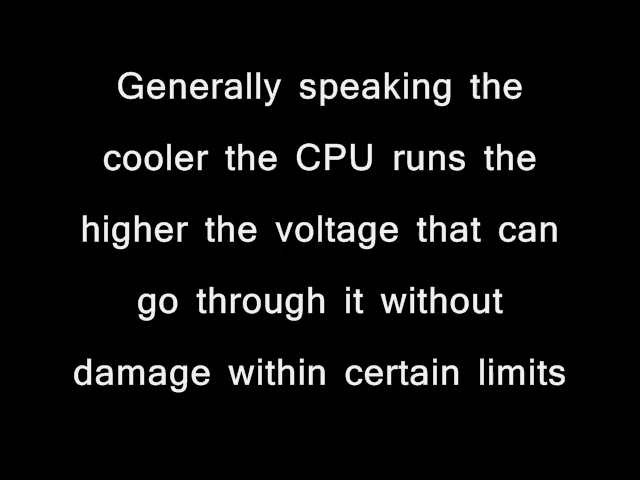 Generally speaking the
cooler the CPU runs the
higher the voltage that can
go through it without
damage within certain limits